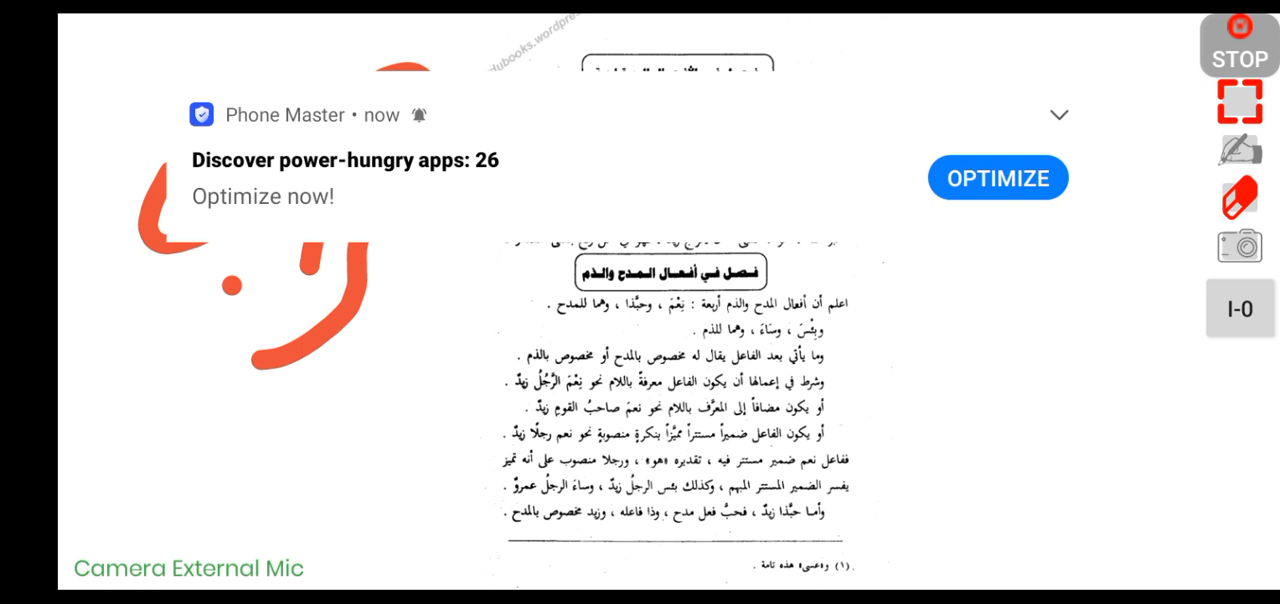 lubooks.wordpre
STOP
Phone Master • now
Discover power-hungry apps: 26
Optimize now!
OPTIMIZE
I-0
فصل في أفعال المدح والذم
اعلم أن أفعال المدح والذم أربعة : نِعْمَ ، وحبَّذا ، وهما للمدح .
وبِئْسَ ، وسَاءَ ، وهما للذم .
وما يأتي بعد الفاعل يقال له مخصوص بالمدح أو مخصوص بالذم .
وشرط في إعمالها أن يكون الفاعل معرفةً باللام نحو نِعْمَ الرَّجُلُ زيدٌ .
أو يكون مضافاً إلى المعرَّف باللام نحو نعمَ صاحبُ القومِ زيدٌ .
أو يكون الفاعل ضميراً مستتراً مميَّزاً بنكرةٍ منصوبةٍ نحو نعم رجلًا زيدٌ .
ففاعل نعم ضمير مستتر فيه ، تقديره «هو» ، ورجلا منصوب على أنه تميز
يفسر الضمير المستتر المبهم ، وكذلك بئس الرجلُ زيدٌ ، وساءَ الرجلُ عمروٌ .
وأما حبَّذا زيدٌ ، فحبَّ فعل مدح ، وذا فاعله ، وزيد مخصوص بالمدح .
(١) و«عسى» هذه تامة .
Camera External Mic